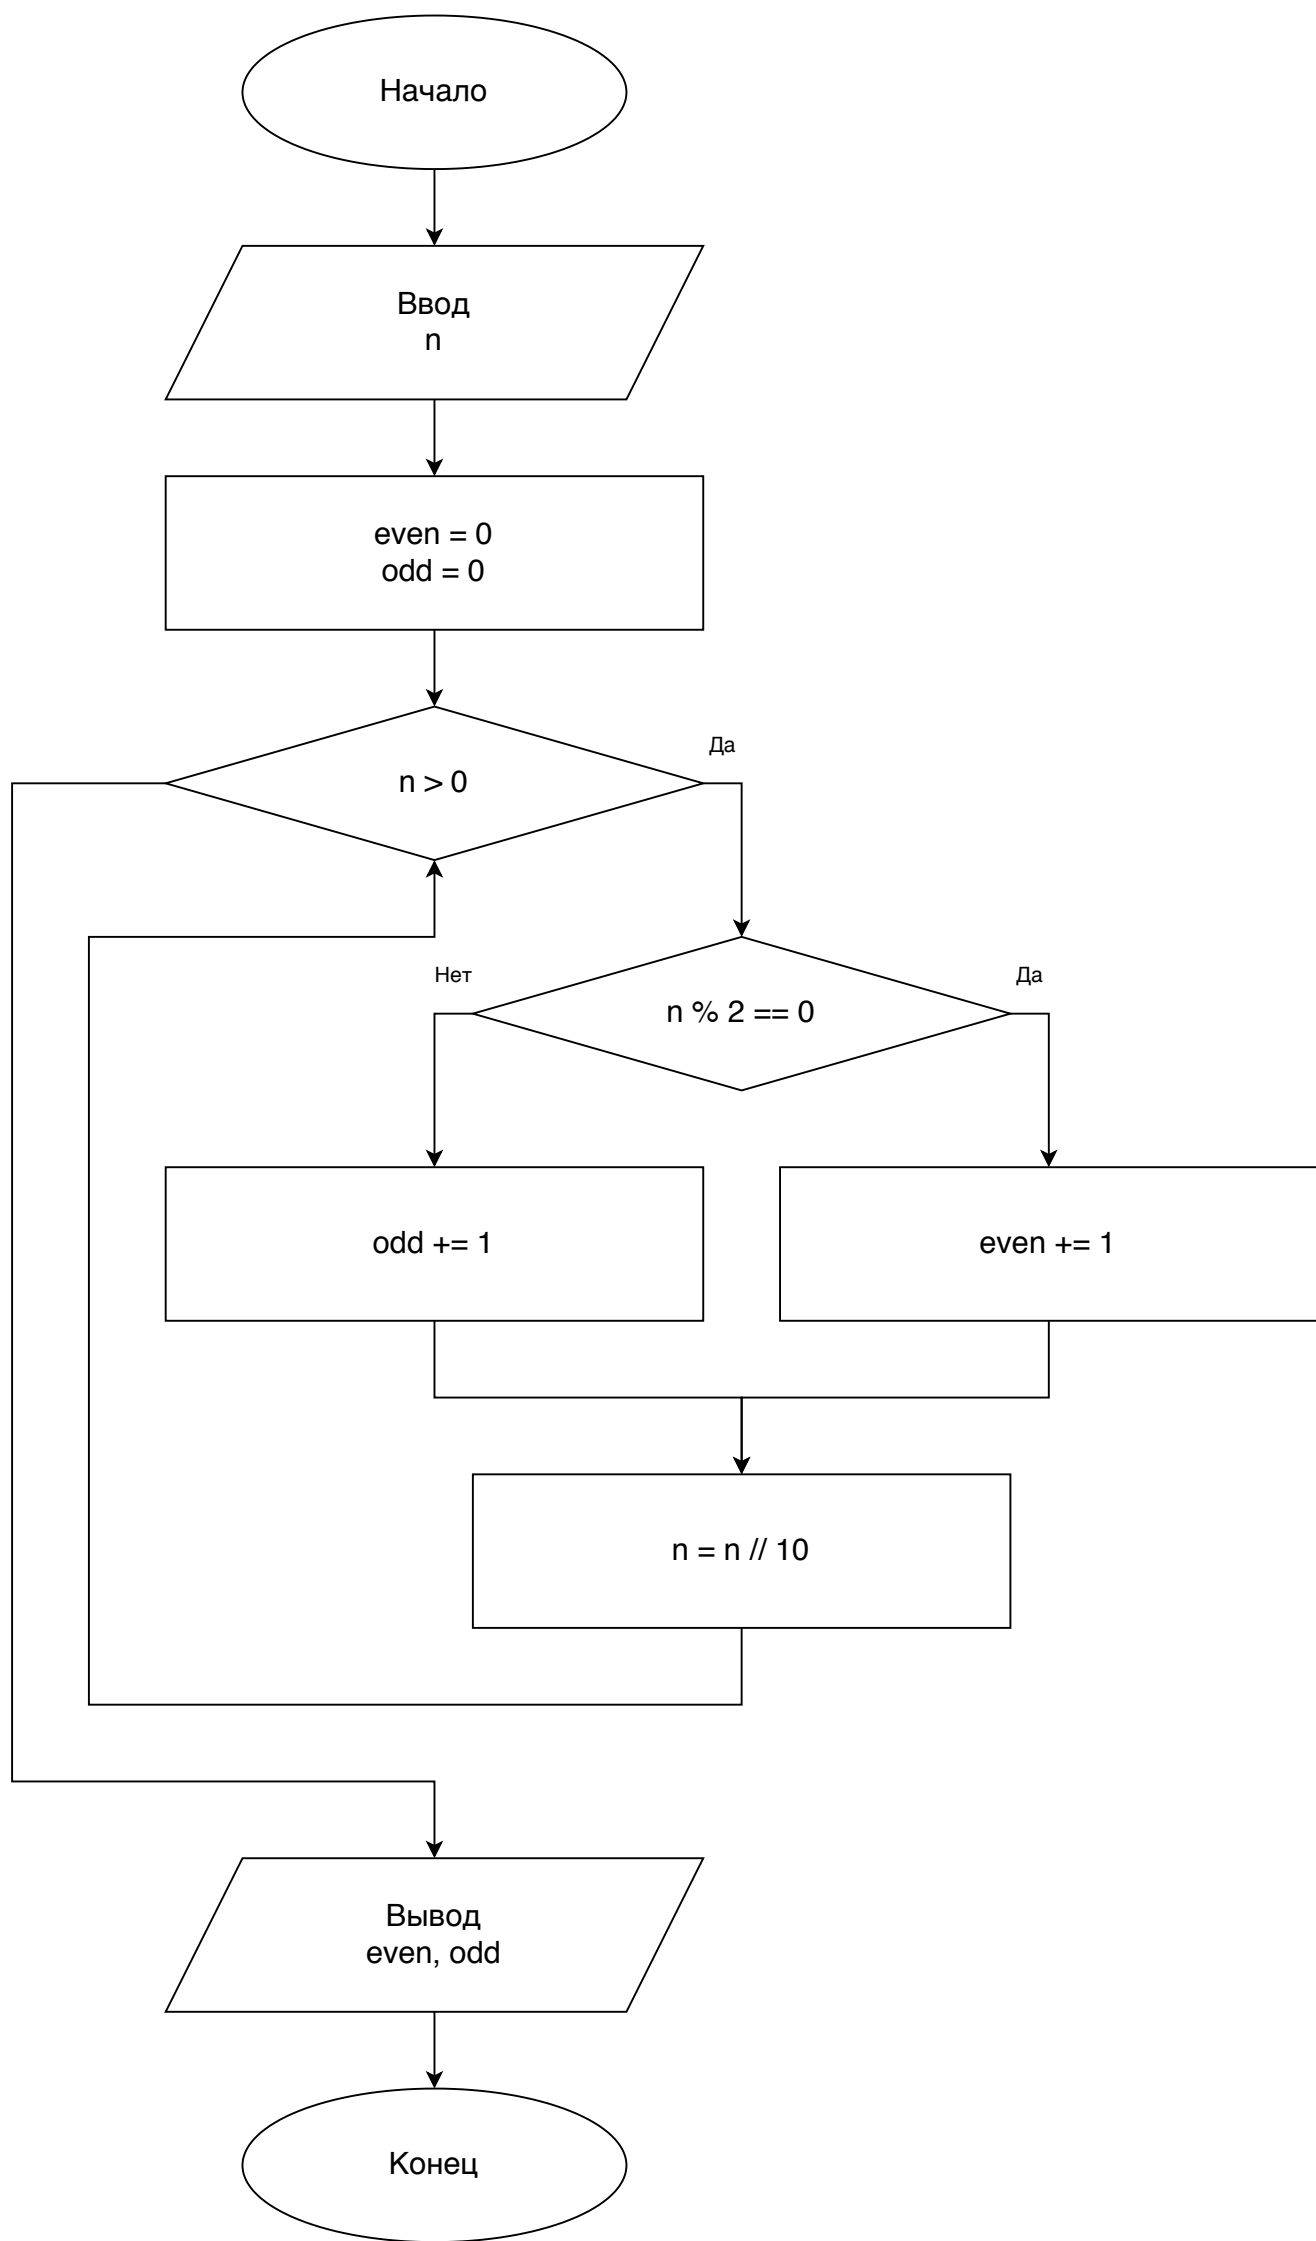 Начало
Ввод
n
even = 0
odd = 0
n > 0
Да
Нет
n % 2 == 0
Да
odd += 1
even += 1
n = n // 10
Вывод
even, odd
Конец